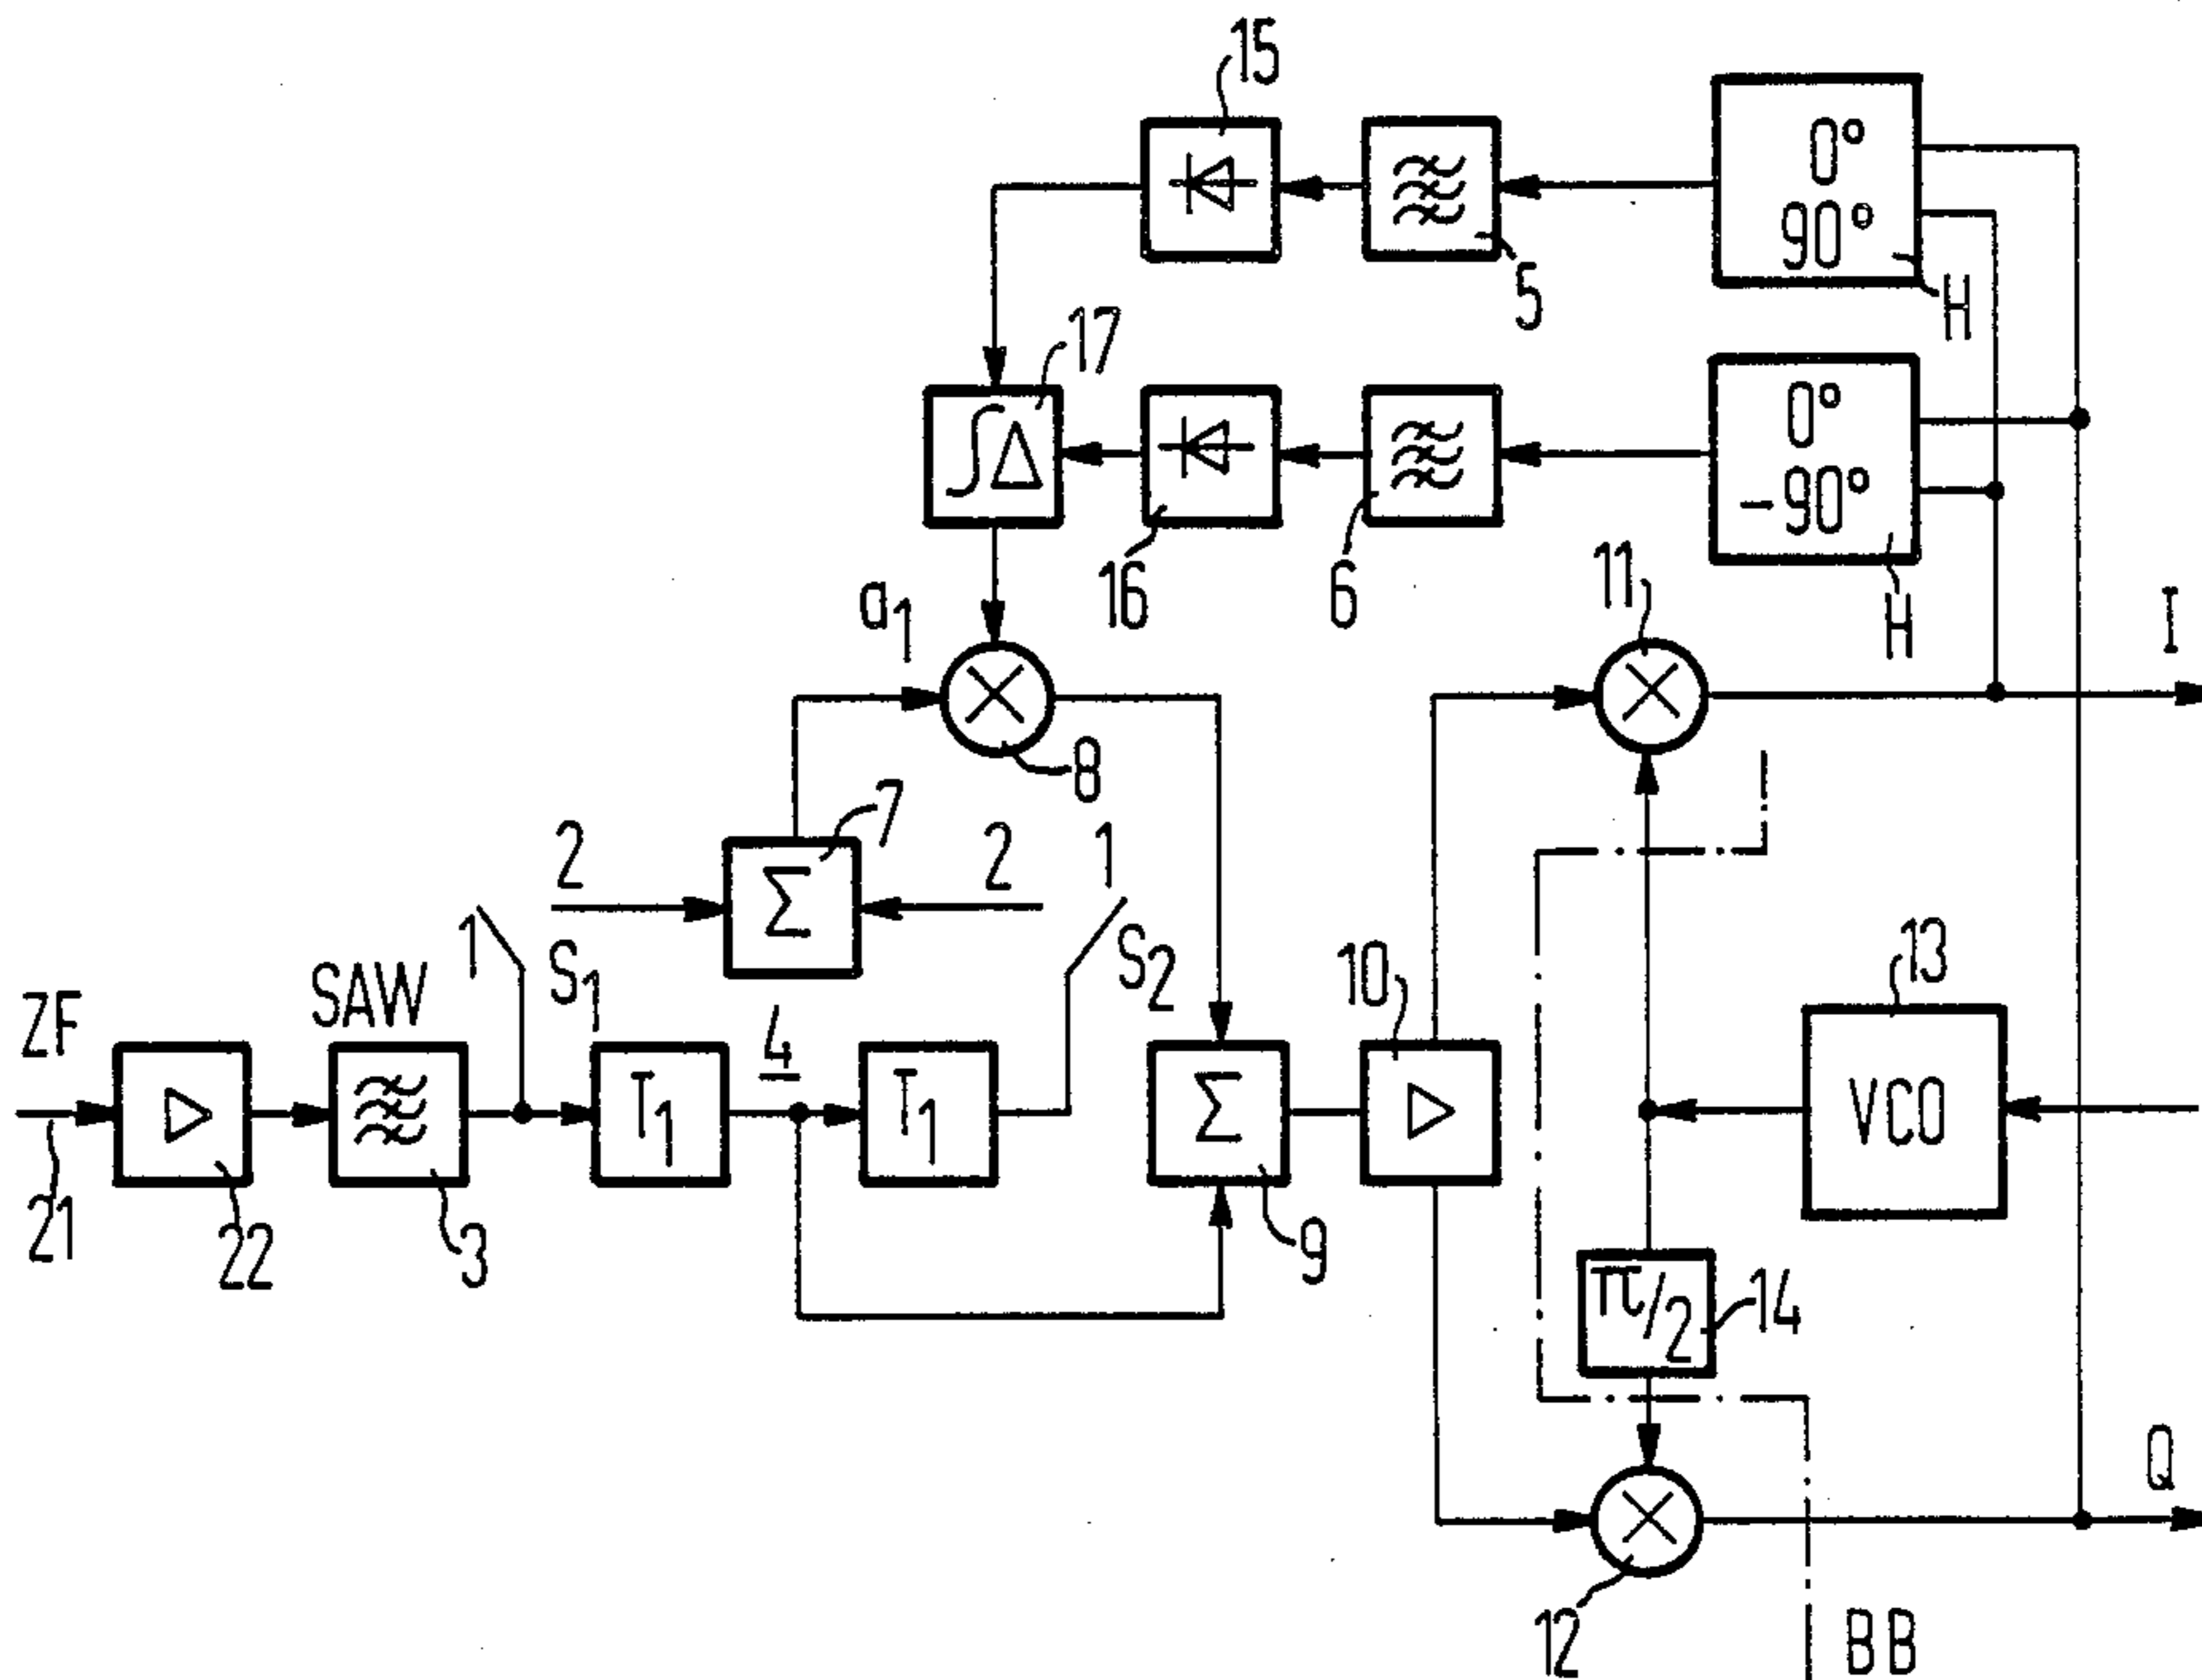 15
0°
90°
5
H
17
∫Δ
0°
-90°
16
6
11
H
I
a1
8
7
2
Σ
2
1
1
S1
S2
10
13
ZF
SAW
T1
4
T1
Σ
VCO
21
22
3
9
π/2
14
Q
12
BB